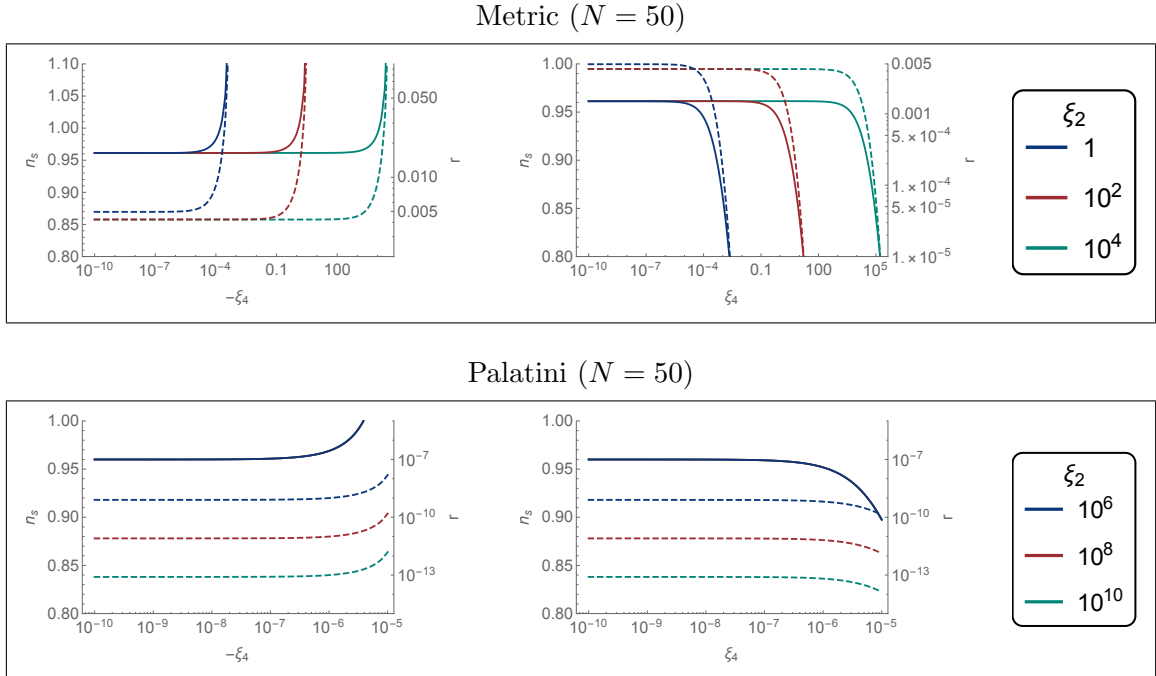 Metric (N = 50)
1.10
1.05
1.00
0.95
0.90
0.85
0.80
n_s
0.050
0.010
0.005
r
10^−10 10^−7 10^−4 0.1 100
−ξ_4
1.00
0.95
0.90
0.85
0.80
n_s
0.005
0.001
5.×10^−4
1.×10^−4
5.×10^−5
1.×10^−5
r
10^−10 10^−7 10^−4 0.1 100 10^5
ξ_4
ξ_2
1
10^2
10^4
Palatini (N = 50)
1.00
0.95
0.90
0.85
0.80
n_s
10^−7
10^−10
10^−13
r
10^−10 10^−9 10^−8 10^−7 10^−6 10^−5
−ξ_4
1.00
0.95
0.90
0.85
0.80
n_s
10^−7
10^−10
10^−13
r
10^−10 10^−9 10^−8 10^−7 10^−6 10^−5
ξ_4
ξ_2
10^6
10^8
10^10